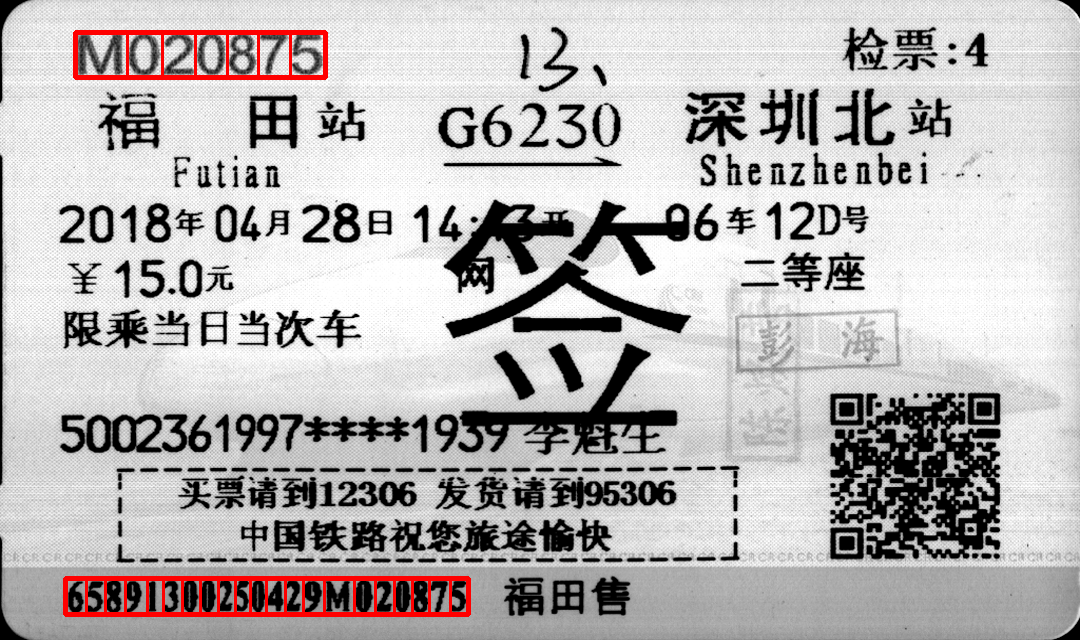 M020875
13、
检票:4
福田站 G6230 深圳北站
Futian Shenzhenbei
2018年04月28日 14:43开 06车12D号
¥15.0元 网 二等座
限乘当日当次车
签
彭海
5002361997****1939 李魁生
买票请到12306 发货请到95306
中国铁路祝您旅途愉快
65891300250429M020875 福田售